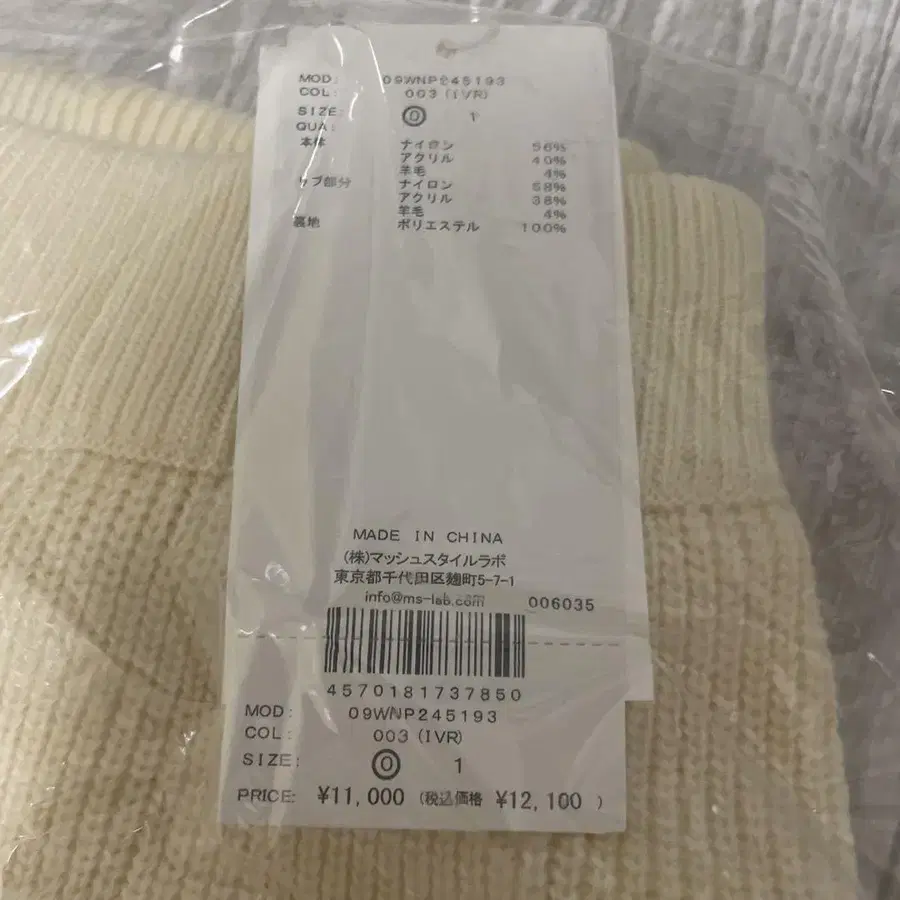 MOD: 09WNP245193
COL: 003 (IVR)
SIZE: 0 1
QUA:
本体 ナイロン 56%
アクリル 40%
羊毛 4%
リブ部分 ナイロン 58%
アクリル 38%
羊毛 4%
裏地 ポリエステル 100%
MADE IN CHINA
(株)マッシュスタイルラボ
東京都千代田区麹町5-7-1
info@ms-lab.com 006035
4570181737850
MOD: 09WNP245193
COL: 003 (IVR)
SIZE: 0 1
PRICE: ¥11,000 (税込価格 ¥12,100 )